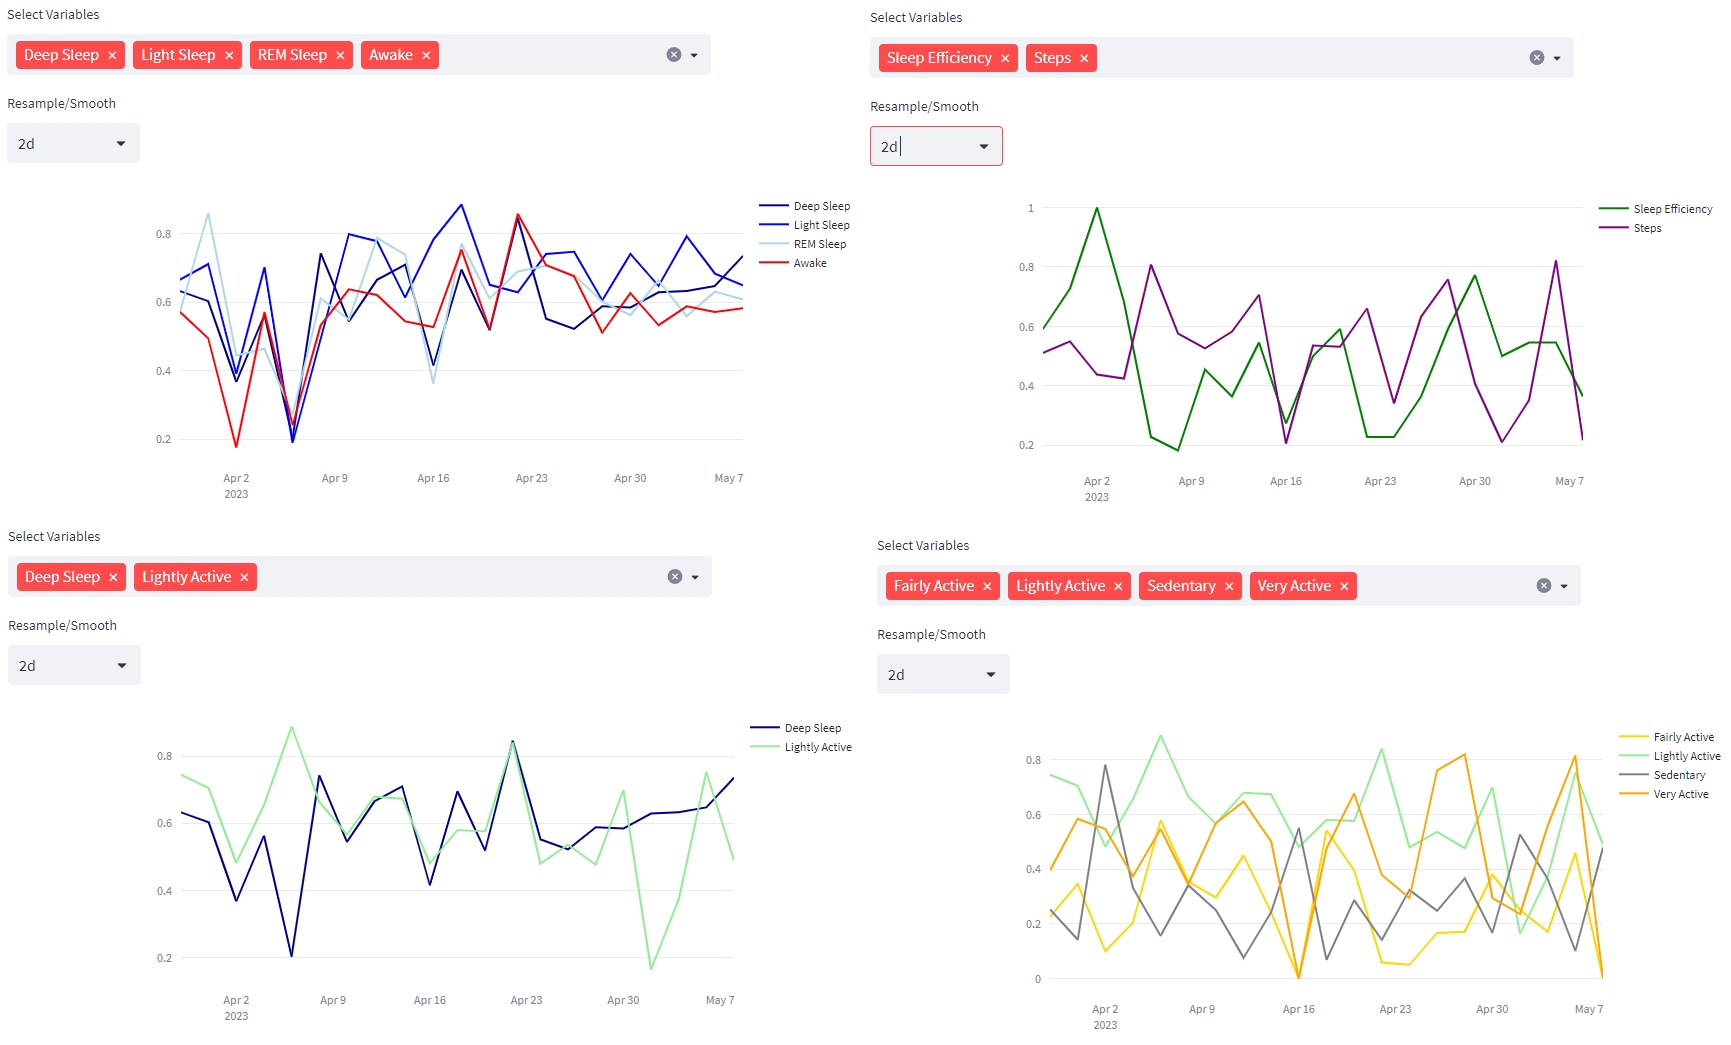 Select Variables
Deep Sleep × Light Sleep × REM Sleep × Awake ×
Resample/Smooth
2d
Deep Sleep
Light Sleep
REM Sleep
Awake
0.8
0.6
0.4
0.2
Apr 2 Apr 9 Apr 16 Apr 23 Apr 30 May 7
2023
Select Variables
Sleep Efficiency × Steps ×
Resample/Smooth
2d
Sleep Efficiency
Steps
1
0.8
0.6
0.4
0.2
Apr 2 Apr 9 Apr 16 Apr 23 Apr 30 May 7
2023
Select Variables
Deep Sleep × Lightly Active ×
Resample/Smooth
2d
Deep Sleep
Lightly Active
0.8
0.6
0.4
0.2
Apr 2 Apr 9 Apr 16 Apr 23 Apr 30 May 7
2023
Select Variables
Fairly Active × Lightly Active × Sedentary × Very Active ×
Resample/Smooth
2d
Fairly Active
Lightly Active
Sedentary
Very Active
0.8
0.6
0.4
0.2
0
Apr 2 Apr 9 Apr 16 Apr 23 Apr 30 May 7
2023